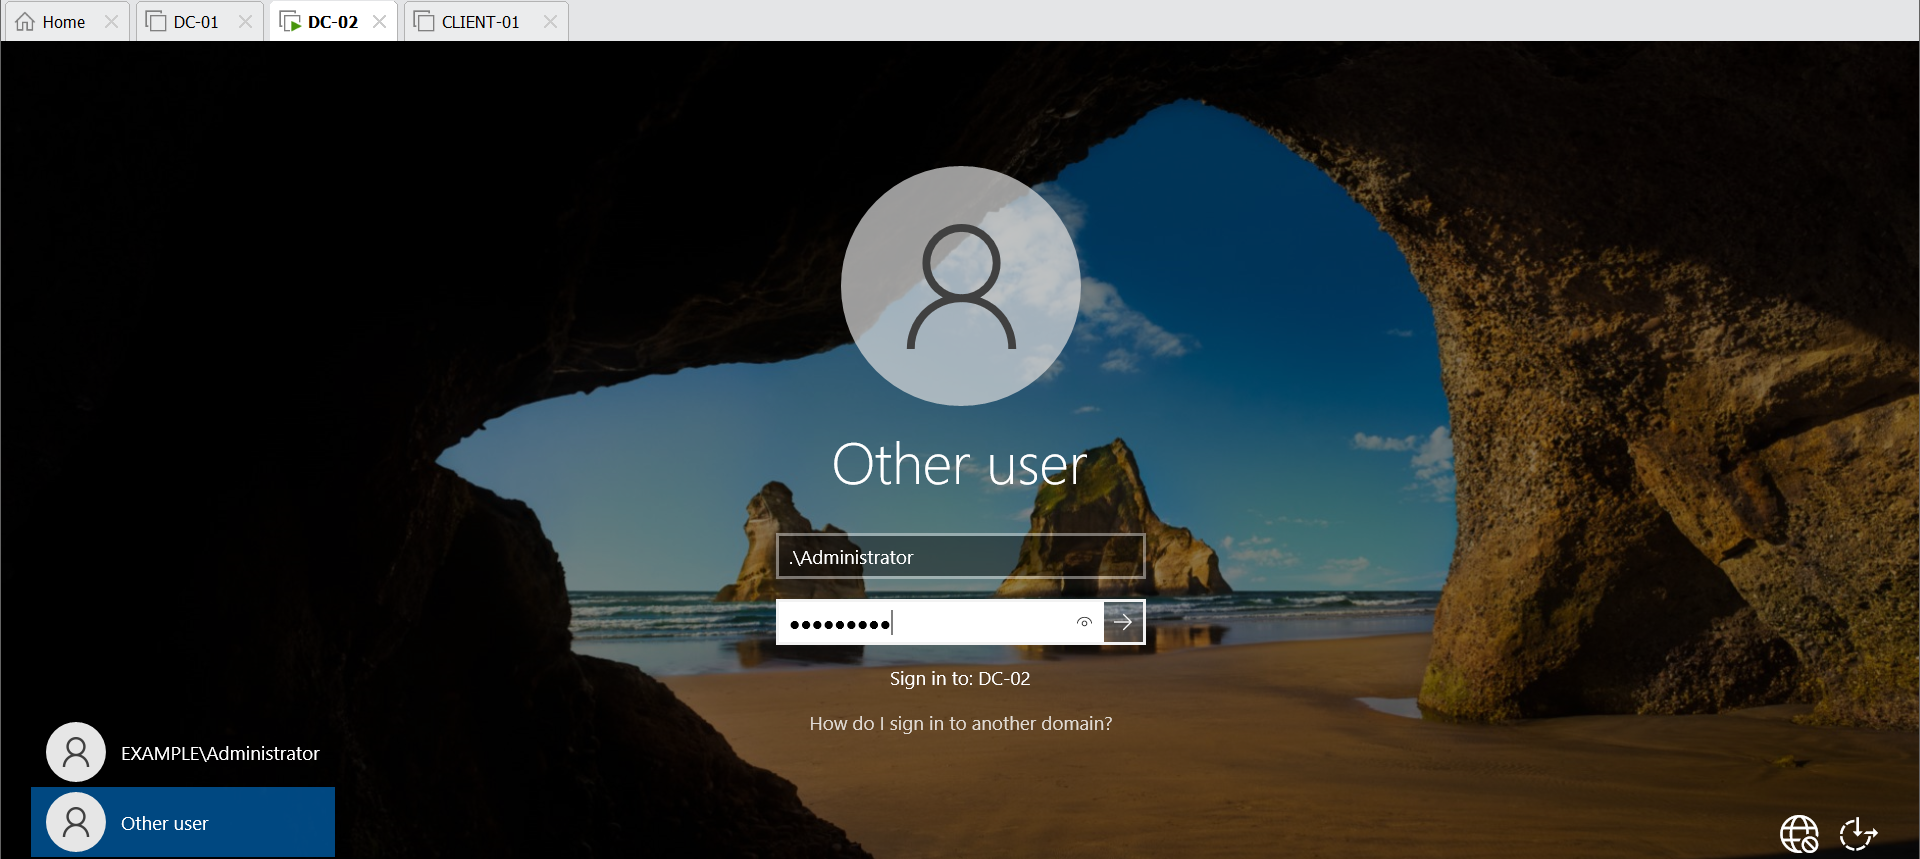 Home
DC-01
DC-02
CLIENT-01
Other user
.\Administrator
Sign in to: DC-02
How do I sign in to another domain?
EXAMPLE\Administrator
Other user